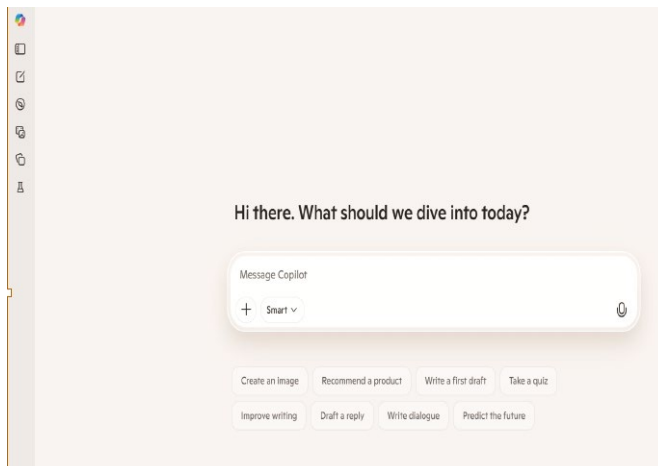 Hi there. What should we dive into today?
Message Copilot
Smart
Create an image Recommend a product Write a first draft Take a quiz
Improve writing Draft a reply Write dialogue Predict the future